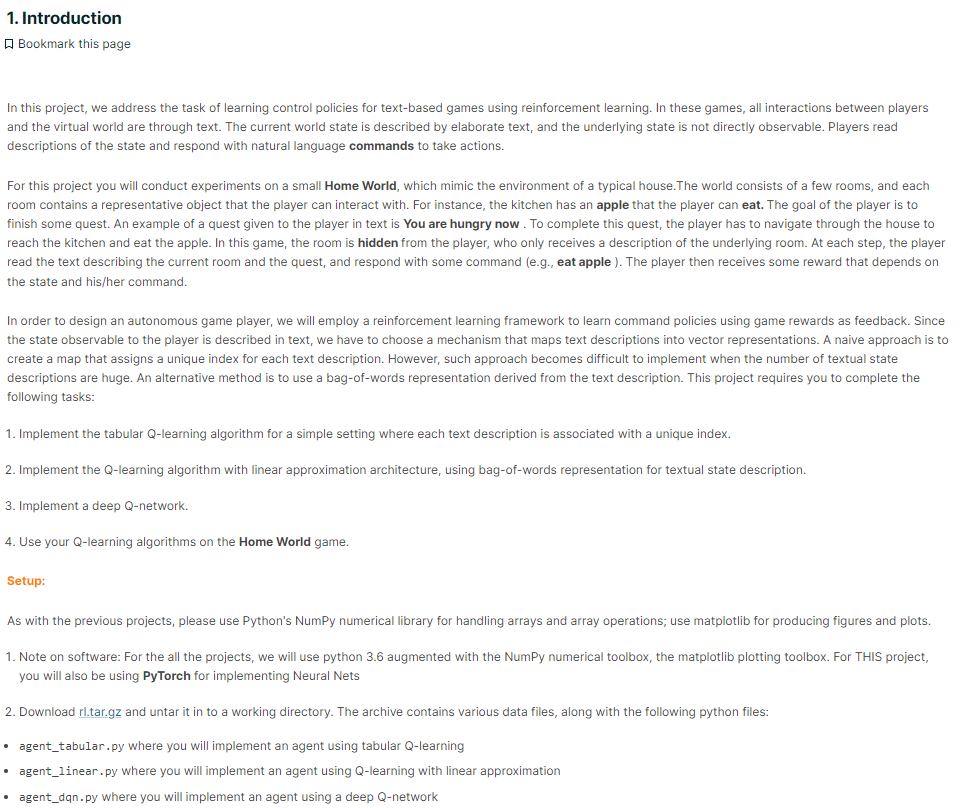 1. Introduction
Bookmark this page
In this project, we address the task of learning control policies for text-based games using reinforcement learning. In these games, all interactions between players
and the virtual world are through text. The current world state is described by elaborate text, and the underlying state is not directly observable. Players read
descriptions of the state and respond with natural language commands to take actions.
For this project you will conduct experiments on a small Home World, which mimic the environment of a typical house.The world consists of a few rooms, and each
room contains a representative object that the player can interact with. For instance, the kitchen has an apple that the player can eat. The goal of the player is to
finish some quest. An example of a quest given to the player in text is You are hungry now . To complete this quest, the player has to navigate through the house to
reach the kitchen and eat the apple. In this game, the room is hidden from the player, who only receives a description of the underlying room. At each step, the player
read the text describing the current room and the quest, and respond with some command (e.g., eat apple ). The player then receives some reward that depends on
the state and his/her command.
In order to design an autonomous game player, we will employ a reinforcement learning framework to learn command policies using game rewards as feedback. Since
the state observable to the player is described in text, we have to choose a mechanism that maps text descriptions into vector representations. A naive approach is to
create a map that assigns a unique index for each text description. However, such approach becomes difficult to implement when the number of textual state
descriptions are huge. An alternative method is to use a bag-of-words representation derived from the text description. This project requires you to complete the
following tasks:
1. Implement the tabular Q-learning algorithm for a simple setting where each text description is associated with a unique index.
2. Implement the Q-learning algorithm with linear approximation architecture, using bag-of-words representation for textual state description.
3. Implement a deep Q-network.
4. Use your Q-learning algorithms on the Home World game.
Setup:
As with the previous projects, please use Python's NumPy numerical library for handling arrays and array operations; use matplotlib for producing figures and plots.
1. Note on software: For the all the projects, we will use python 3.6 augmented with the NumPy numerical toolbox, the matplotlib plotting toolbox. For THIS project,
you will also be using PyTorch for implementing Neural Nets
2. Download rl.tar.gz and untar it in to a working directory. The archive contains various data files, along with the following python files:
• agent_tabular.py where you will implement an agent using tabular Q-learning
• agent_linear.py where you will implement an agent using Q-learning with linear approximation
• agent_dqn.py where you will implement an agent using a deep Q-network